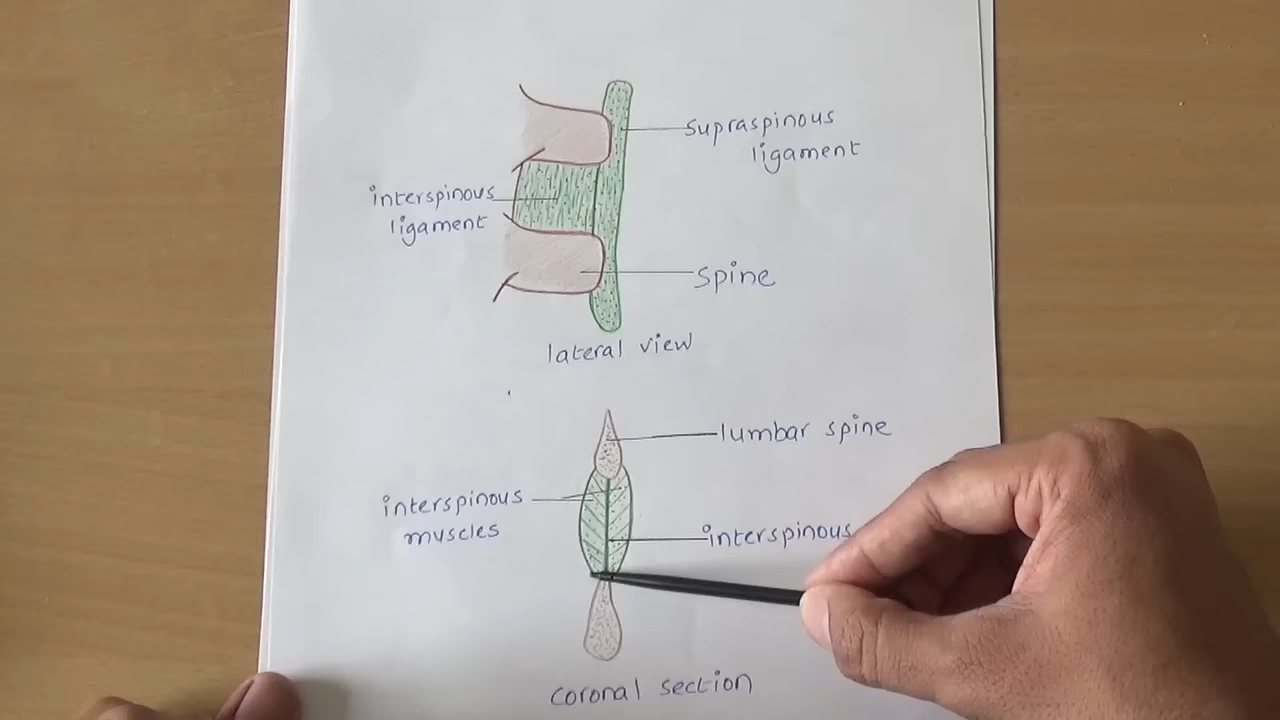 supraspinous
ligament
interspinous
ligament
spine
lateral view
lumbar spine
interspinous
muscles
interspinous
coronal section